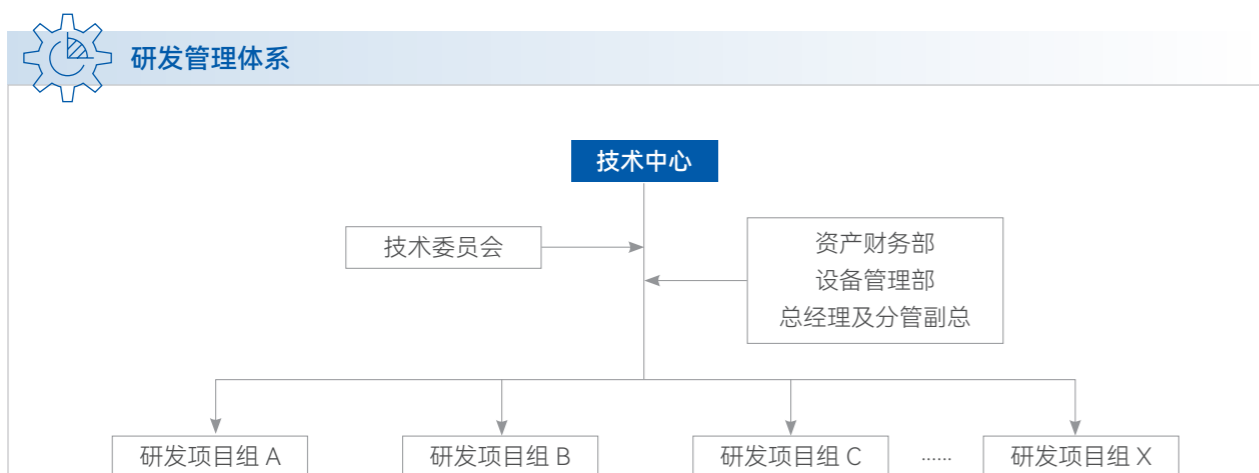 研发管理体系
技术中心
技术委员会
资产财务部
设备管理部
总经理及分管副总
研发项目组 A
研发项目组 B
研发项目组 C
......
研发项目组 X